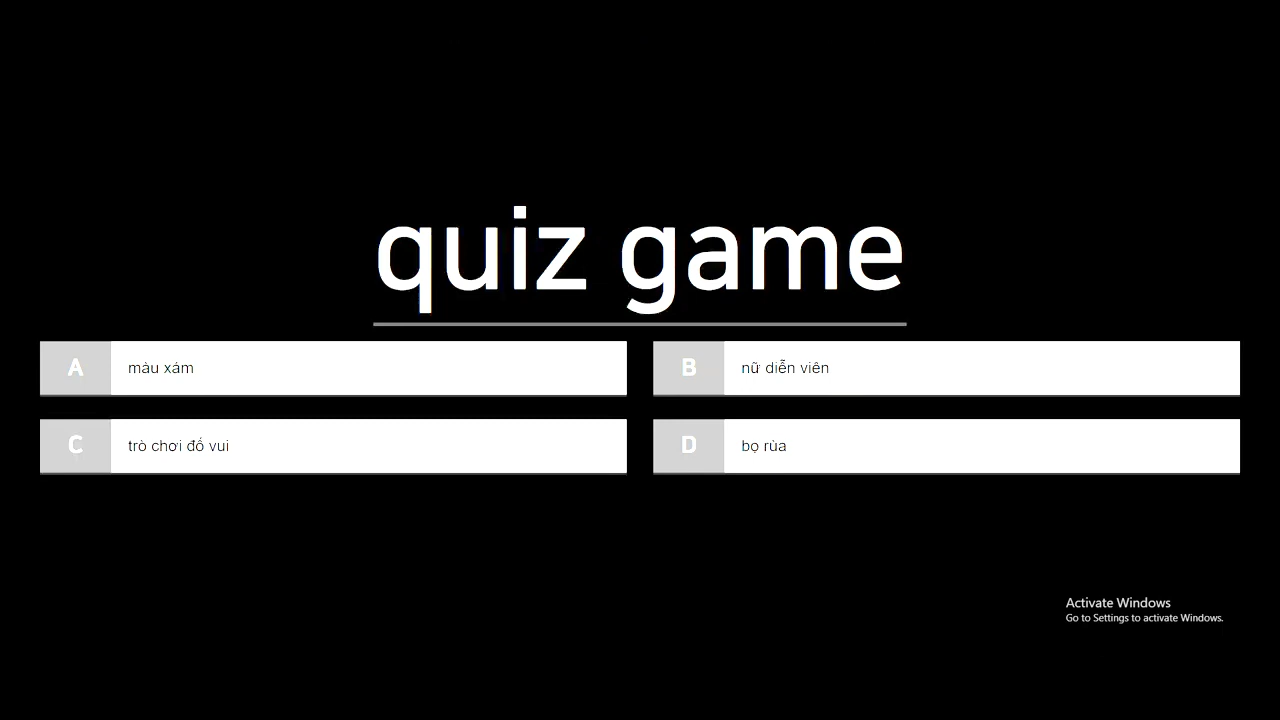 quiz game
A màu xám
B nữ diễn viên
C trò chơi đố vui
D bọ rùa
Activate Windows
Go to Settings to activate Windows.